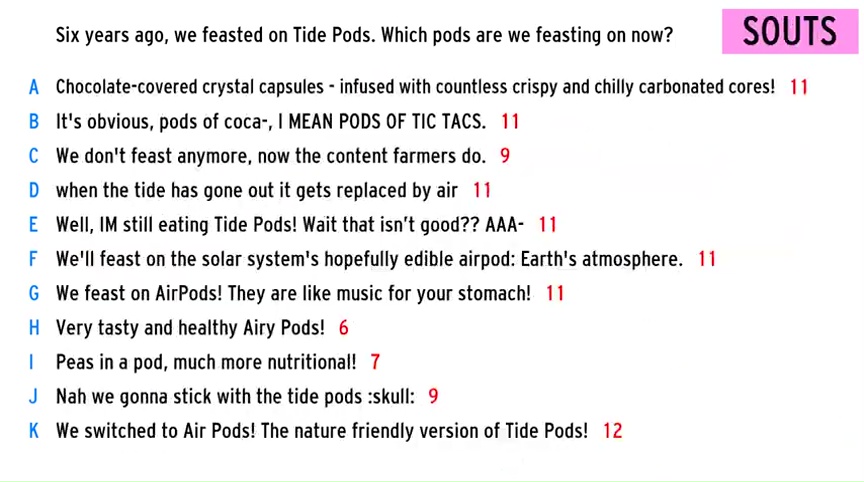 Six years ago, we feasted on Tide Pods. Which pods are we feasting on now?
SOUTS
A Chocolate-covered crystal capsules - infused with countless crispy and chilly carbonated cores! 11
B It's obvious, pods of coca-, I MEAN PODS OF TIC TACS. 11
C We don't feast anymore, now the content farmers do. 9
D when the tide has gone out it gets replaced by air 11
E Well, IM still eating Tide Pods! Wait that isn't good?? AAA- 11
F We'll feast on the solar system's hopefully edible airpod: Earth's atmosphere. 11
G We feast on AirPods! They are like music for your stomach! 11
H Very tasty and healthy Airy Pods! 6
I Peas in a pod, much more nutritional! 7
J Nah we gonna stick with the tide pods :skull: 9
K We switched to Air Pods! The nature friendly version of Tide Pods! 12